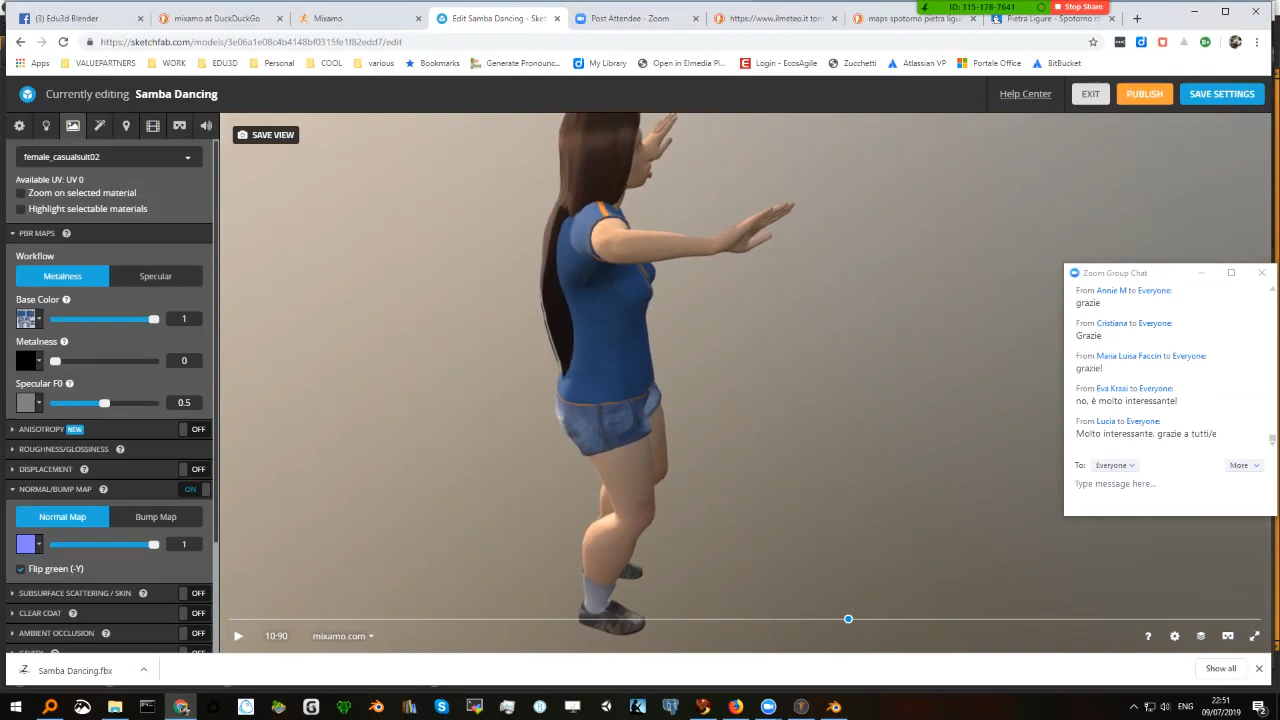 (3) Edu3d Blender
mixamo at DuckDuckGo
Mixamo
Edit Samba Dancing - Sket
Post Attendee - Zoom
https://www.ilmeteo.it torn
maps spotorno pietra ligur
Pietra Ligure - Spotorno r
ID: 315-178-7641
Stop Share
https://sketchfab.com/models/3e06a1e08c4b4148bf0315fe1f82edd7/edit
Apps
VALUEPARTNERS
WORK
EDU3D
Personal
COOL
various
Bookmarks
Generate Pronounc...
My Library
Open in Elmedia Pl...
Login - EcosAgile
Zucchetti
Atlassian VP
Portale Office
BitBucket
Currently editing Samba Dancing
Help Center
EXIT
PUBLISH
SAVE SETTINGS
SAVE VIEW
female_casualsuit02
Available UV: UV 0
Zoom on selected material
Highlight selectable materials
PBR MAPS
Workflow
Metalness
Specular
Base Color
1
Metalness
0
Specular F0
0.5
ANISOTROPY NEW OFF
ROUGHNESS/GLOSSINESS
DISPLACEMENT OFF
NORMAL/BUMP MAP ON
Normal Map
Bump Map
1
Flip green (-Y)
SUBSURFACE SCATTERING / SKIN OFF
CLEAR COAT OFF
AMBIENT OCCLUSION OFF
Zoom Group Chat
From Annie M to Everyone:
grazie
From Cristiana to Everyone:
Grazie
From Maria Luisa Faccin to Everyone:
grazie!
From Eva Kraai to Everyone:
no, è molto interessante!
From Lucia to Everyone:
Molto interessante, grazie a tutti/e
To: Everyone
More
Type message here...
10:90
mixamo.com
Samba Dancing.fbx
Show all
22:51
09/07/2019